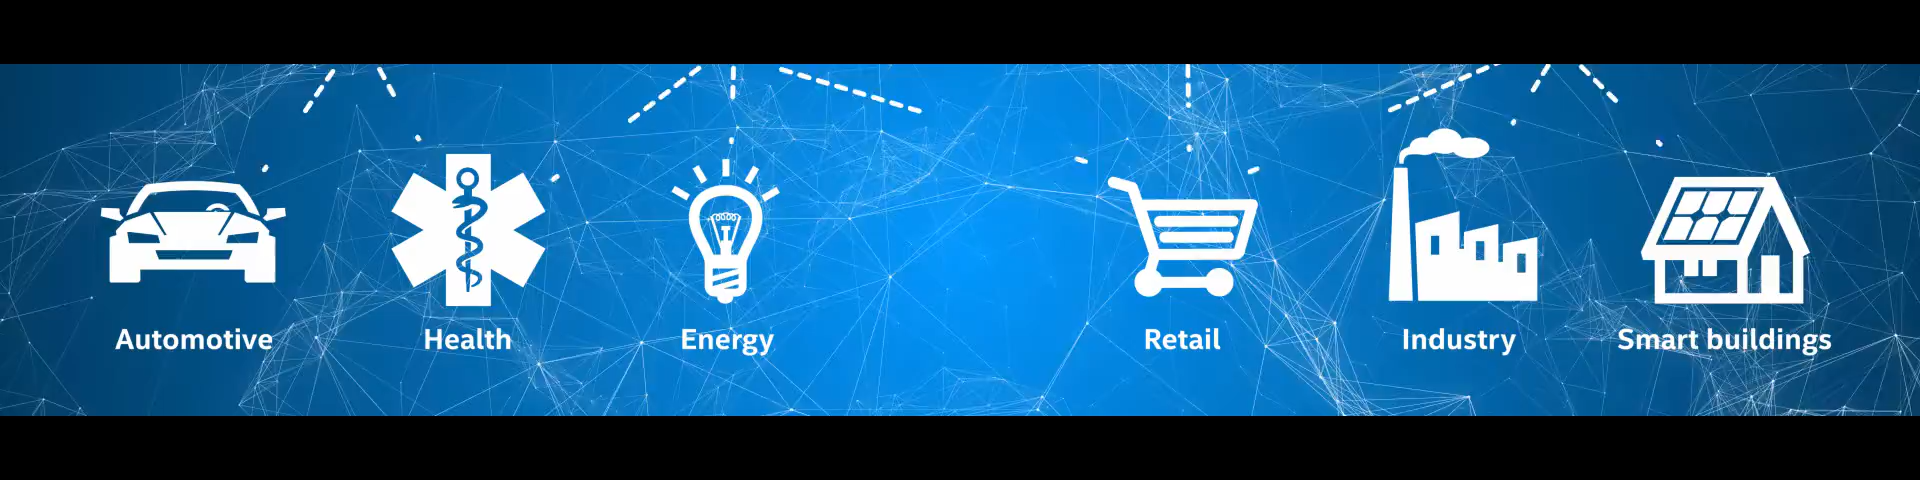 Automotive
Health
Energy
Retail
Industry
Smart buildings